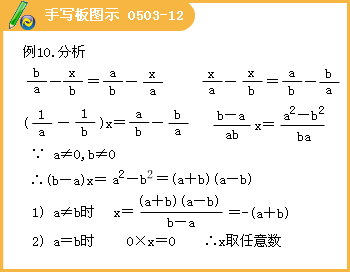 手写板图示 0503-12
例10.分析
b/a－x/b＝a/b－x/a　　x/a－x/b＝a/b－b/a
(1/a－1/b)x＝a/b－b/a　　b－a/ab x＝a²－b²/ba
∵ a≠0,b≠0
∴(b－a)x＝a²－b²＝(a＋b)(a－b)
1) a≠b时　x＝(a＋b)(a－b)/b－a＝-(a＋b)
2) a＝b时　0×x＝0　∴x取任意数